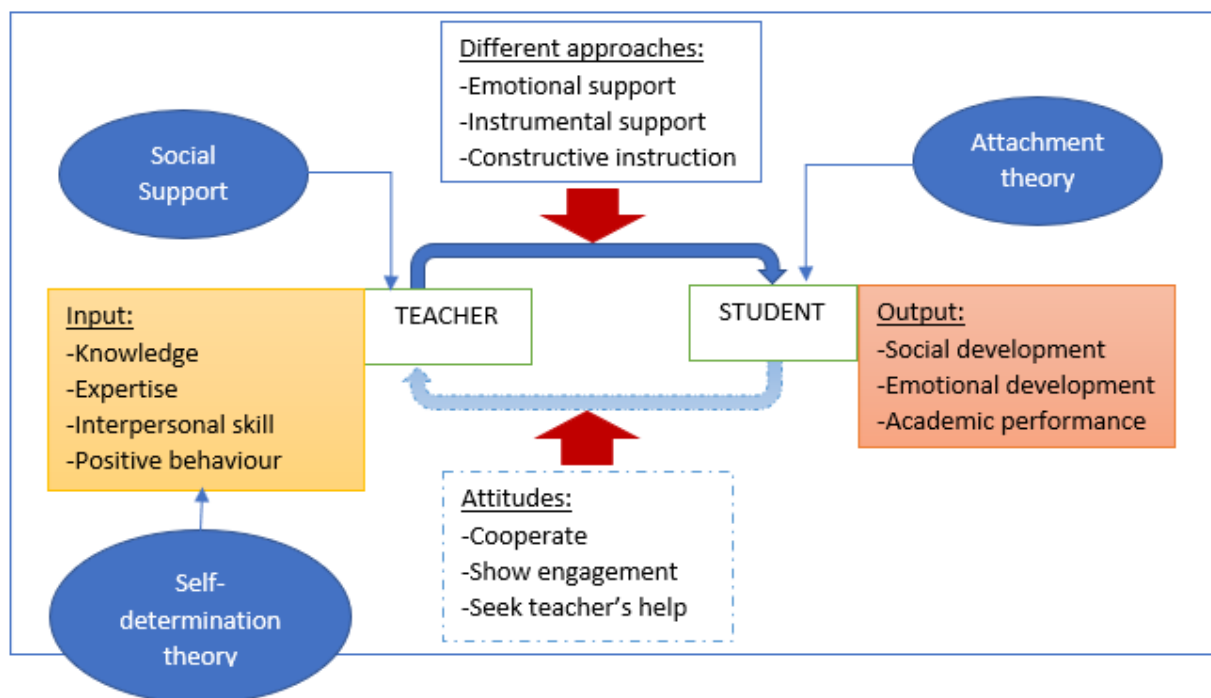 Different approaches:
-Emotional support
-Instrumental support
-Constructive instruction
Social
Support
Attachment
theory
Input:
-Knowledge
-Expertise
-Interpersonal skill
-Positive behaviour
TEACHER
STUDENT
Output:
-Social development
-Emotional development
-Academic performance
Attitudes:
-Cooperate
-Show engagement
-Seek teacher’s help
Self-
determination
theory